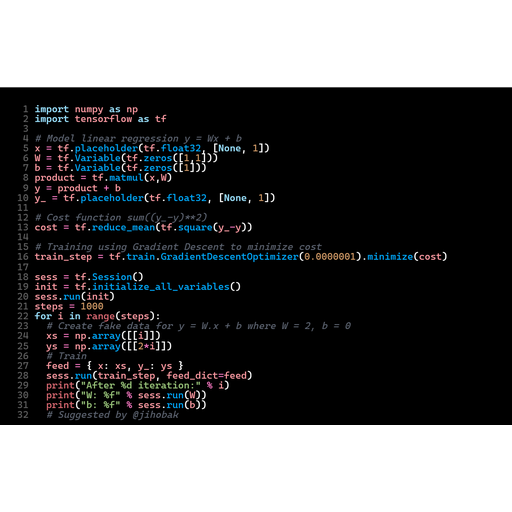 1 import numpy as np
2 import tensorflow as tf
3
4 # Model linear regression y = Wx + b
5 x = tf.placeholder(tf.float32, [None, 1])
6 W = tf.Variable(tf.zeros([1,1]))
7 b = tf.Variable(tf.zeros([1]))
8 product = tf.matmul(x,W)
9 y = product + b
10 y_ = tf.placeholder(tf.float32, [None, 1])
11
12 # Cost function sum((y_-y)**2)
13 cost = tf.reduce_mean(tf.square(y_-y))
14
15 # Training using Gradient Descent to minimize cost
16 train_step = tf.train.GradientDescentOptimizer(0.0000001).minimize(cost)
17
18 sess = tf.Session()
19 init = tf.initialize_all_variables()
20 sess.run(init)
21 steps = 1000
22 for i in range(steps):
23   # Create fake data for y = W.x + b where W = 2, b = 0
24   xs = np.array([[i]])
25   ys = np.array([[2*i]])
26   # Train
27   feed = { x: xs, y_: ys }
28   sess.run(train_step, feed_dict=feed)
29   print("After %d iteration:" % i)
30   print("W: %f" % sess.run(W))
31   print("b: %f" % sess.run(b))
32   # Suggested by @jihobak